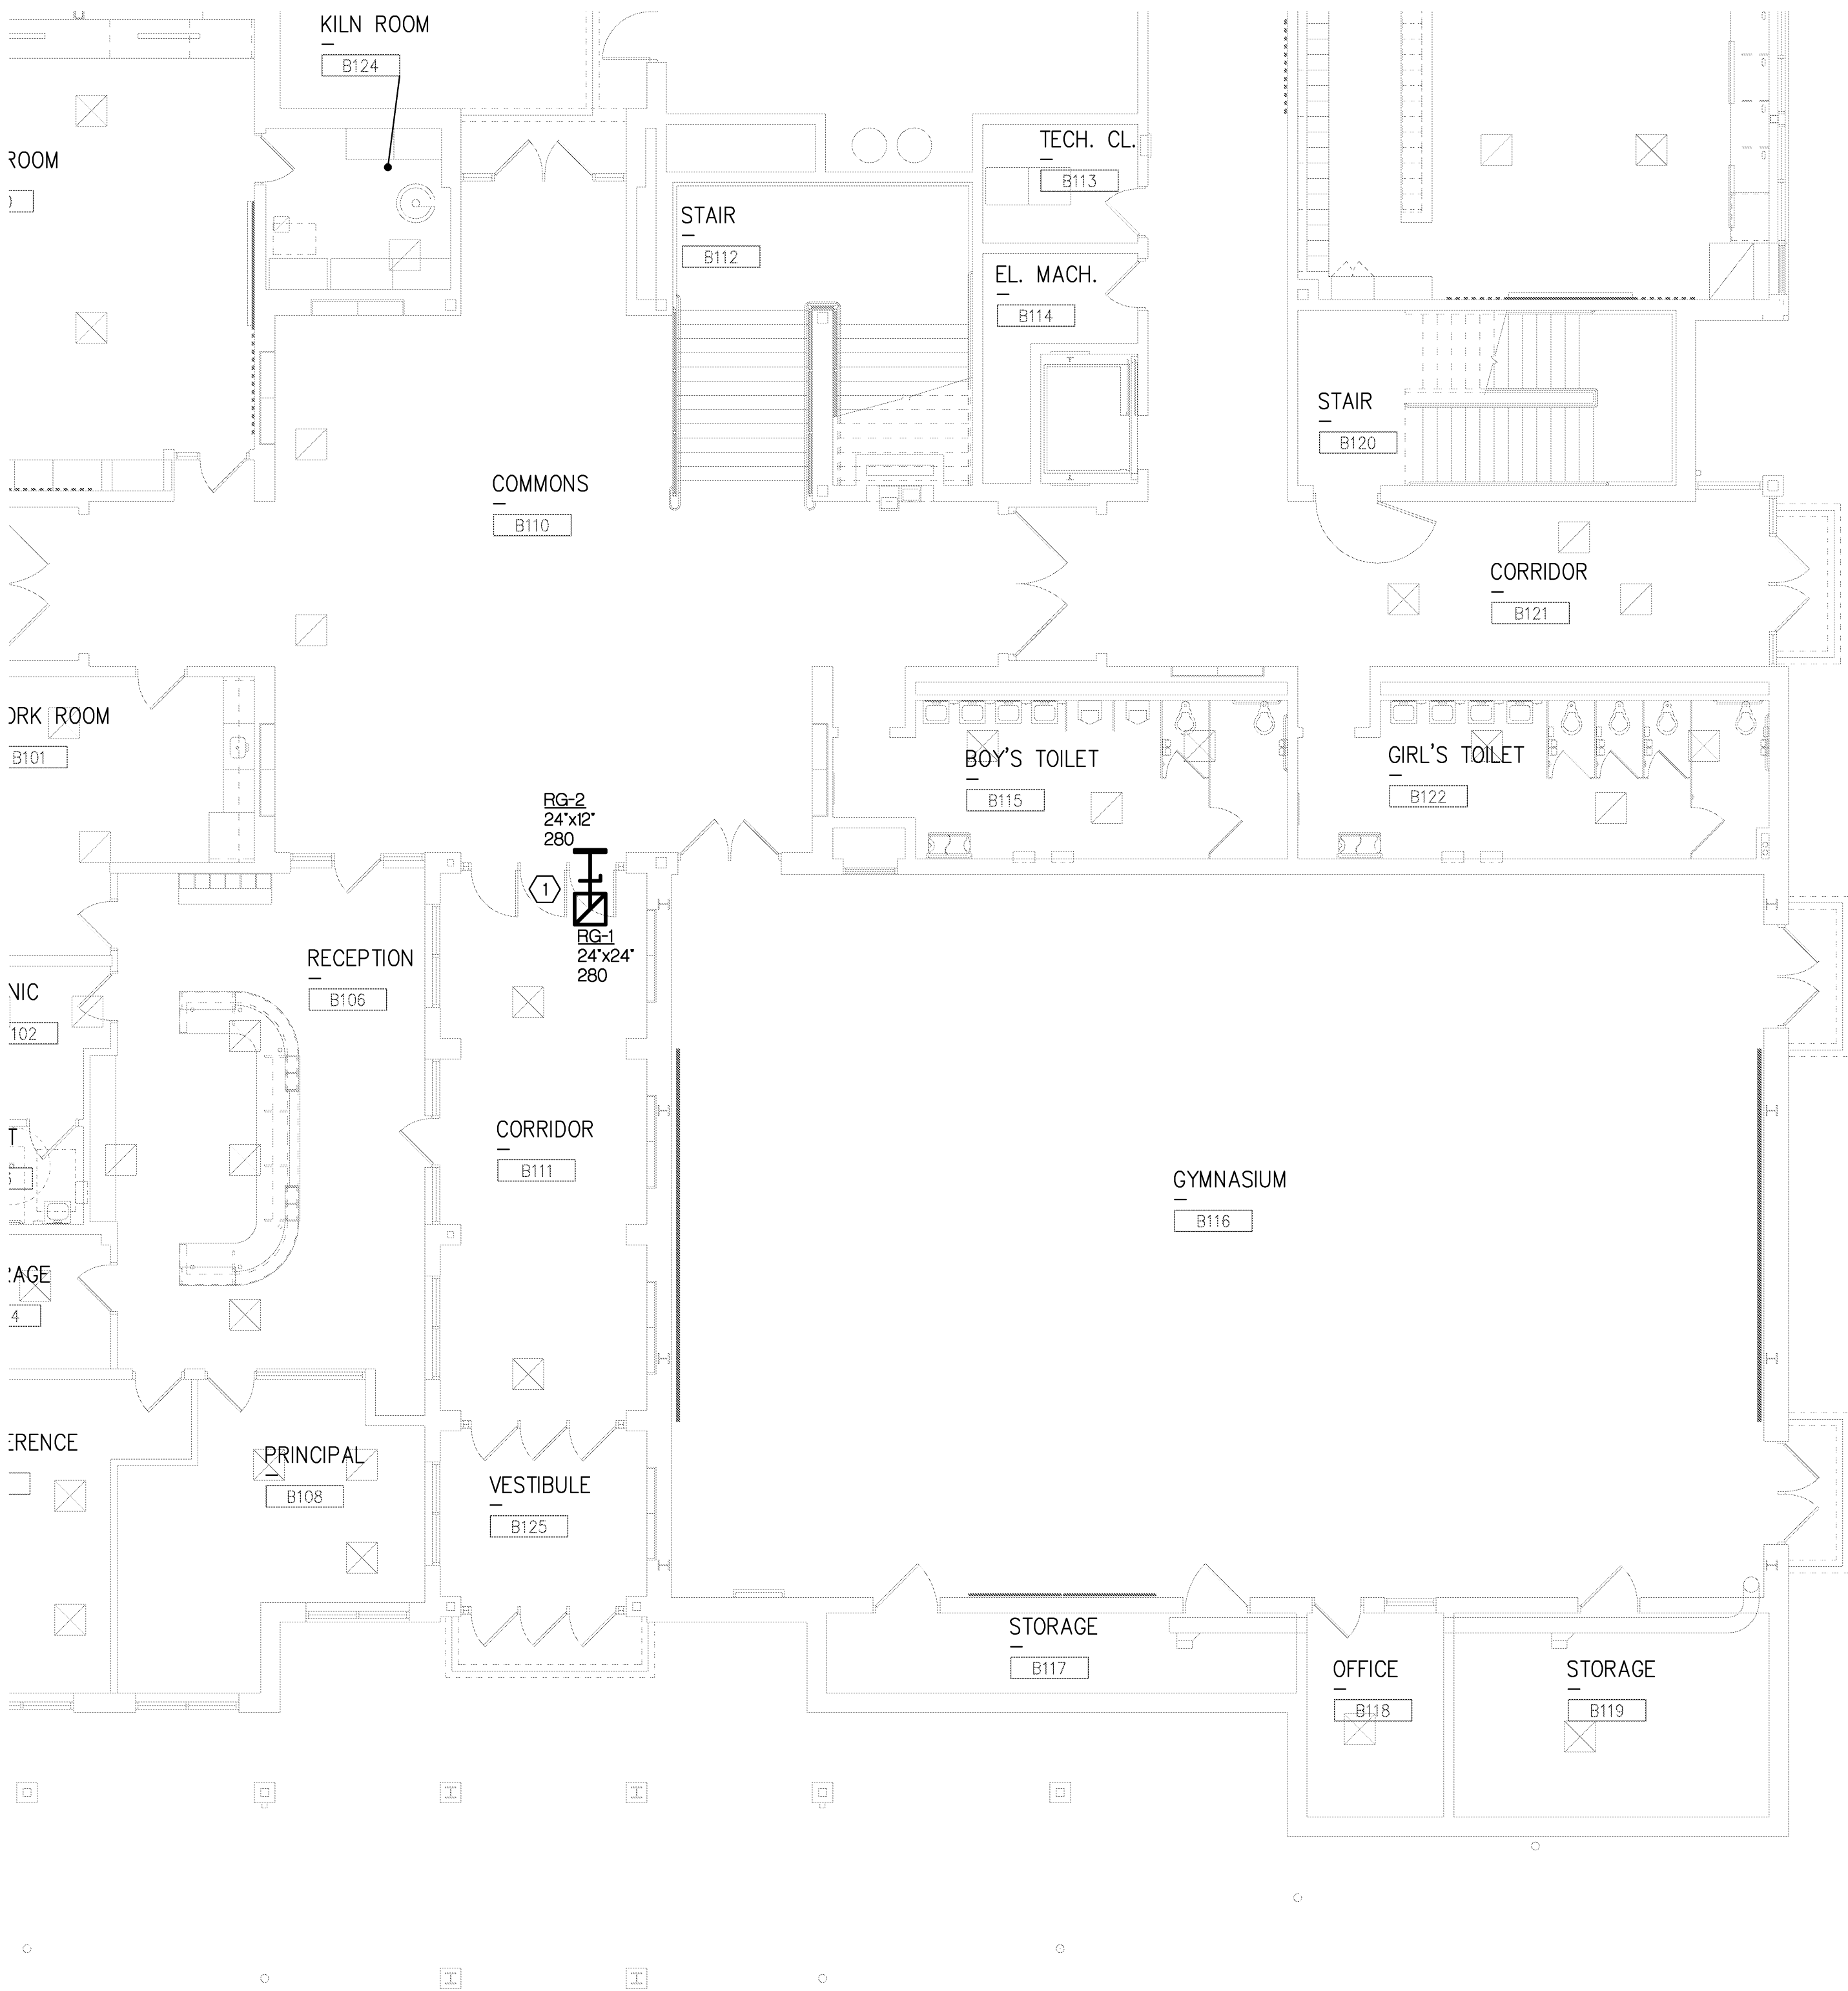 KILN ROOM
B124
ROOM
TECH. CL.
B113
STAIR
B112
EL. MACH.
B114
STAIR
B120
COMMONS
B110
CORRIDOR
B121
ORK ROOM
B101
BOY'S TOILET
B115
GIRL'S TOILET
B122
RG-2
24"x12"
280
1
RG-1
24"x24"
280
RECEPTION
B106
NIC
102
CORRIDOR
B111
T
GYMNASIUM
B116
AGE
4
ERENCE
PRINCIPAL
B108
VESTIBULE
B125
STORAGE
B117
OFFICE
B118
STORAGE
B119